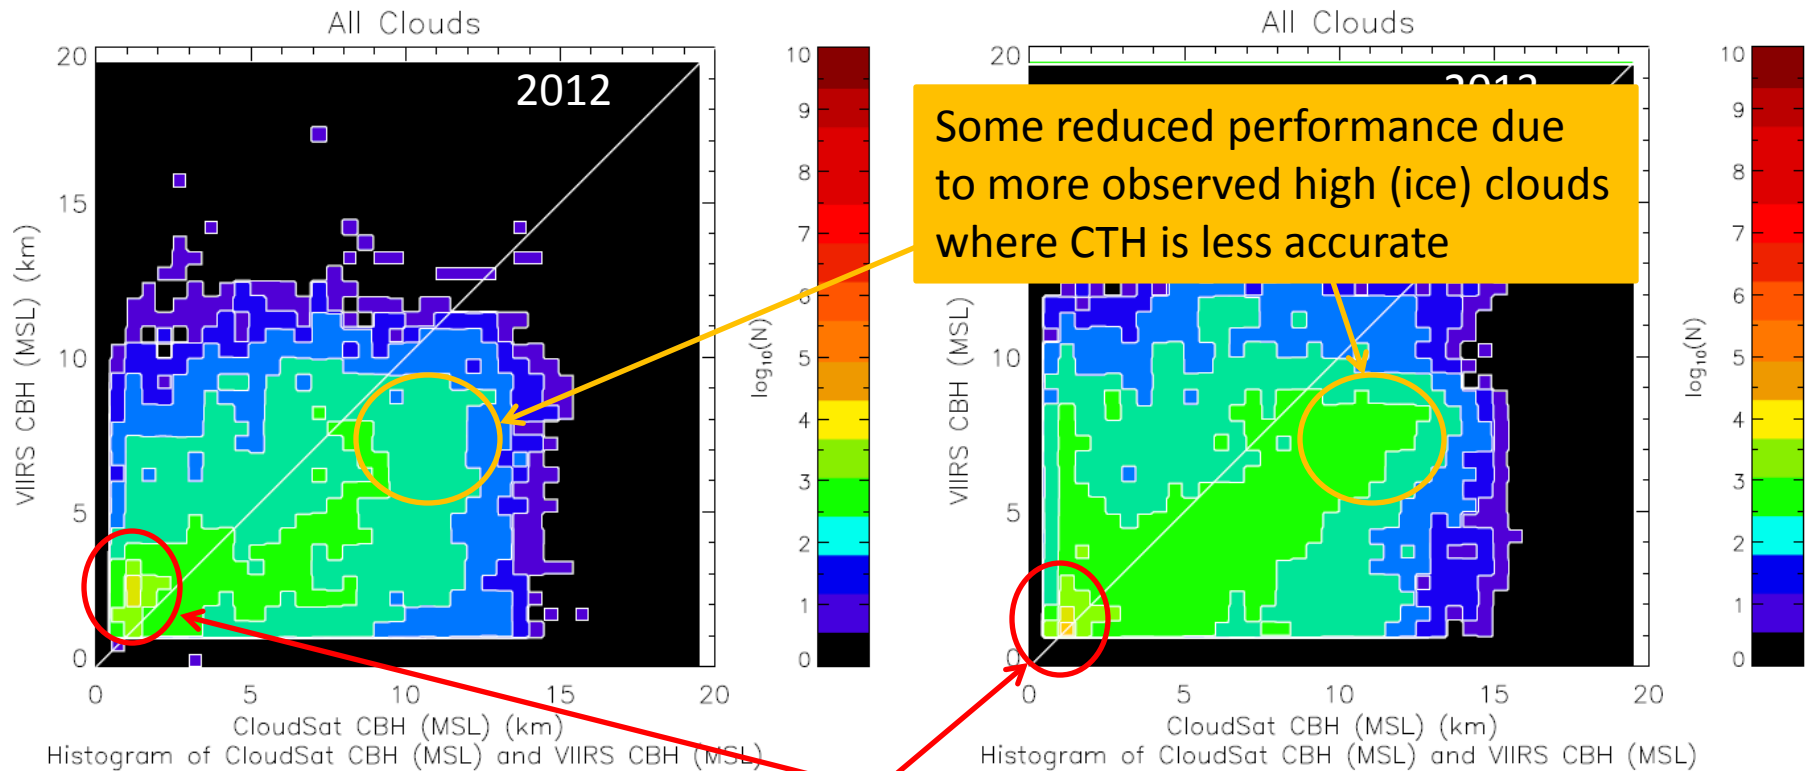 All Clouds
2012
20
15
10
5
0
VIIRS CBH (MSL) (km)
0 5 10 15 20
CloudSat CBH (MSL) (km)
Histogram of CloudSat CBH (MSL) and VIIRS CBH (MSL)
10
9
8
7
6
5
4
3
2
1
0
log₁₀(N)
All Clouds
Some reduced performance due
to more observed high (ice) clouds
where CTH is less accurate
20
10
5
0
VIIRS CBH (MSL)
0 5 10 15 20
CloudSat CBH (MSL) (km)
Histogram of CloudSat CBH (MSL) and VIIRS CBH (MSL)
10
9
8
7
6
5
4
3
2
1
0
log₁₀(N)